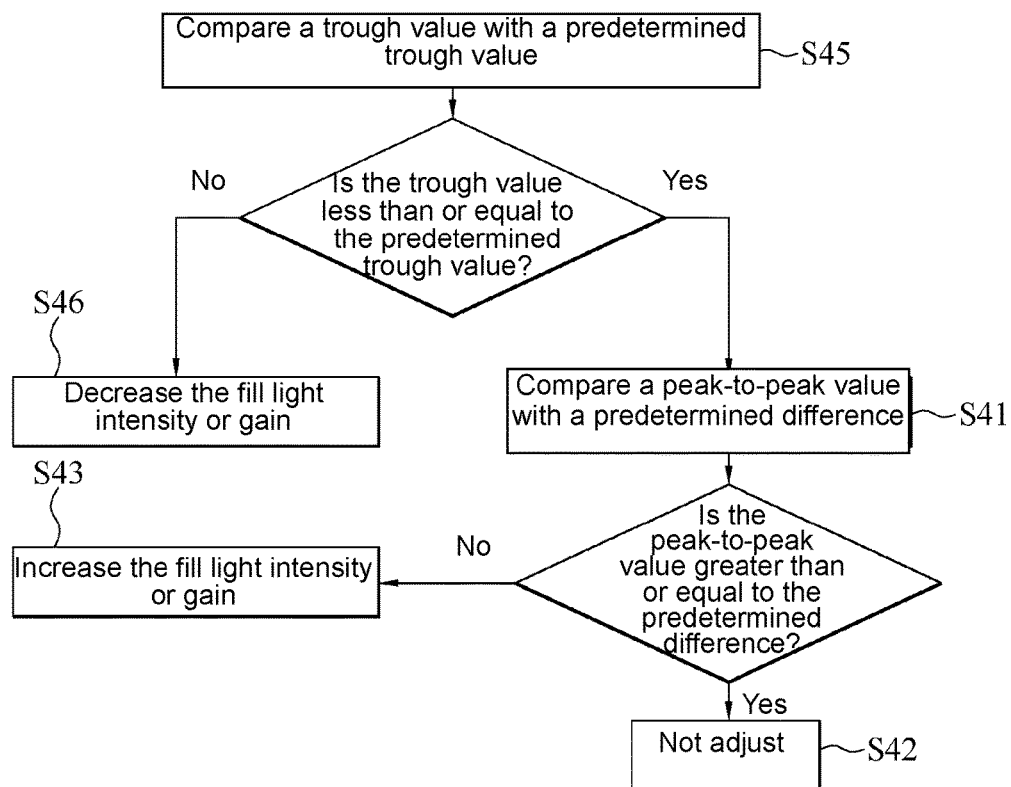 Compare a trough value with a predetermined
trough value
S45
No
Yes
Is the trough value
less than or equal to
the predetermined
trough value?
S46
Decrease the fill light
intensity or gain
Compare a peak-to-peak value
with a predetermined difference
S41
S43
Increase the fill light intensity
or gain
No
Is the
peak-to-peak
value greater than
or equal to the
predetermined
difference?
Yes
Not adjust
S42